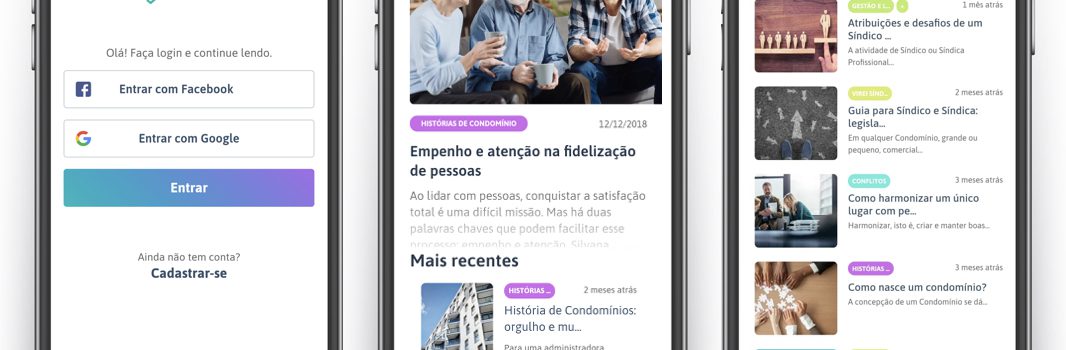 Olá! Faça login e continue lendo.
Entrar com Facebook
Entrar com Google
Entrar
Ainda não tem conta?
Cadastrar-se
HISTÓRIAS DE CONDOMÍNIO
12/12/2018
Empenho e atenção na fidelização
de pessoas
Ao lidar com pessoas, conquistar a satisfação
total é uma difícil missão. Mas há duas
palavras chaves que podem facilitar esse
processo: empenho e atenção. Silvana
Mais recentes
HISTÓRIAS ...
2 meses atrás
História de Condomínios:
orgulho e mu...
Para uma administradora
GESTÃO E L... +
1 mês atrás
Atribuições e desafios de um
Síndico ...
A atividade de Síndico ou Síndica
Profissional...
VIREI SÍND...
2 meses atrás
Guia para Síndico e Síndica:
legisla...
Em qualquer Condomínio, grande ou
pequeno, comercial...
CONFLITOS
3 meses atrás
Como harmonizar um único
lugar com pe...
Harmonizar, isto é, criar e manter boas...
HISTÓRIAS ...
3 meses atrás
Como nasce um condomínio?
A concepção de um Condomínio se dá...